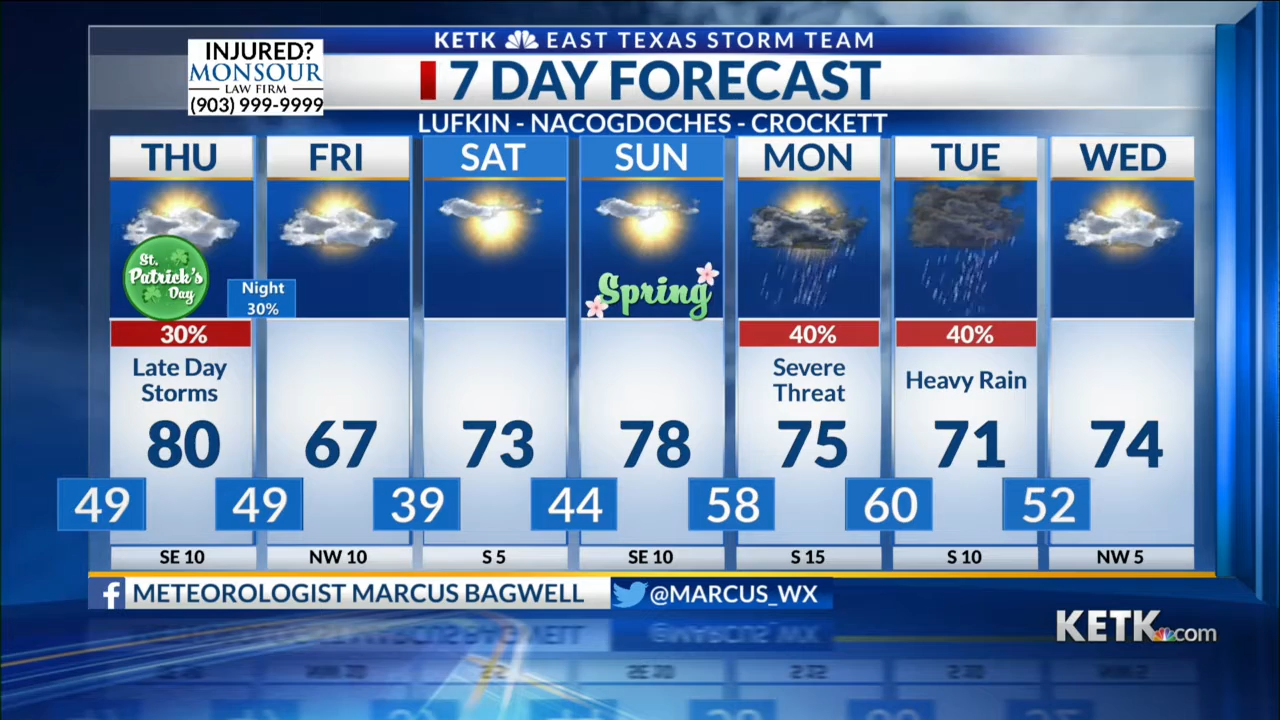 KETK EAST TEXAS STORM TEAM
INJURED?
MONSOUR
LAW FIRM
(903) 999-9999
7 DAY FORECAST
LUFKIN - NACOGDOCHES - CROCKETT
THU FRI SAT SUN MON TUE WED
St.
Patrick's
Day
Spring
Night
30%
30% 40% 40%
Late Day
Storms
Severe
Threat
Heavy Rain
80 67 73 78 75 71 74
49 49 39 44 58 60 52
SE 10 NW 10 S 5 SE 10 S 15 S 10 NW 5
f METEOROLOGIST MARCUS BAGWELL @MARCUS_WX
KETK.com